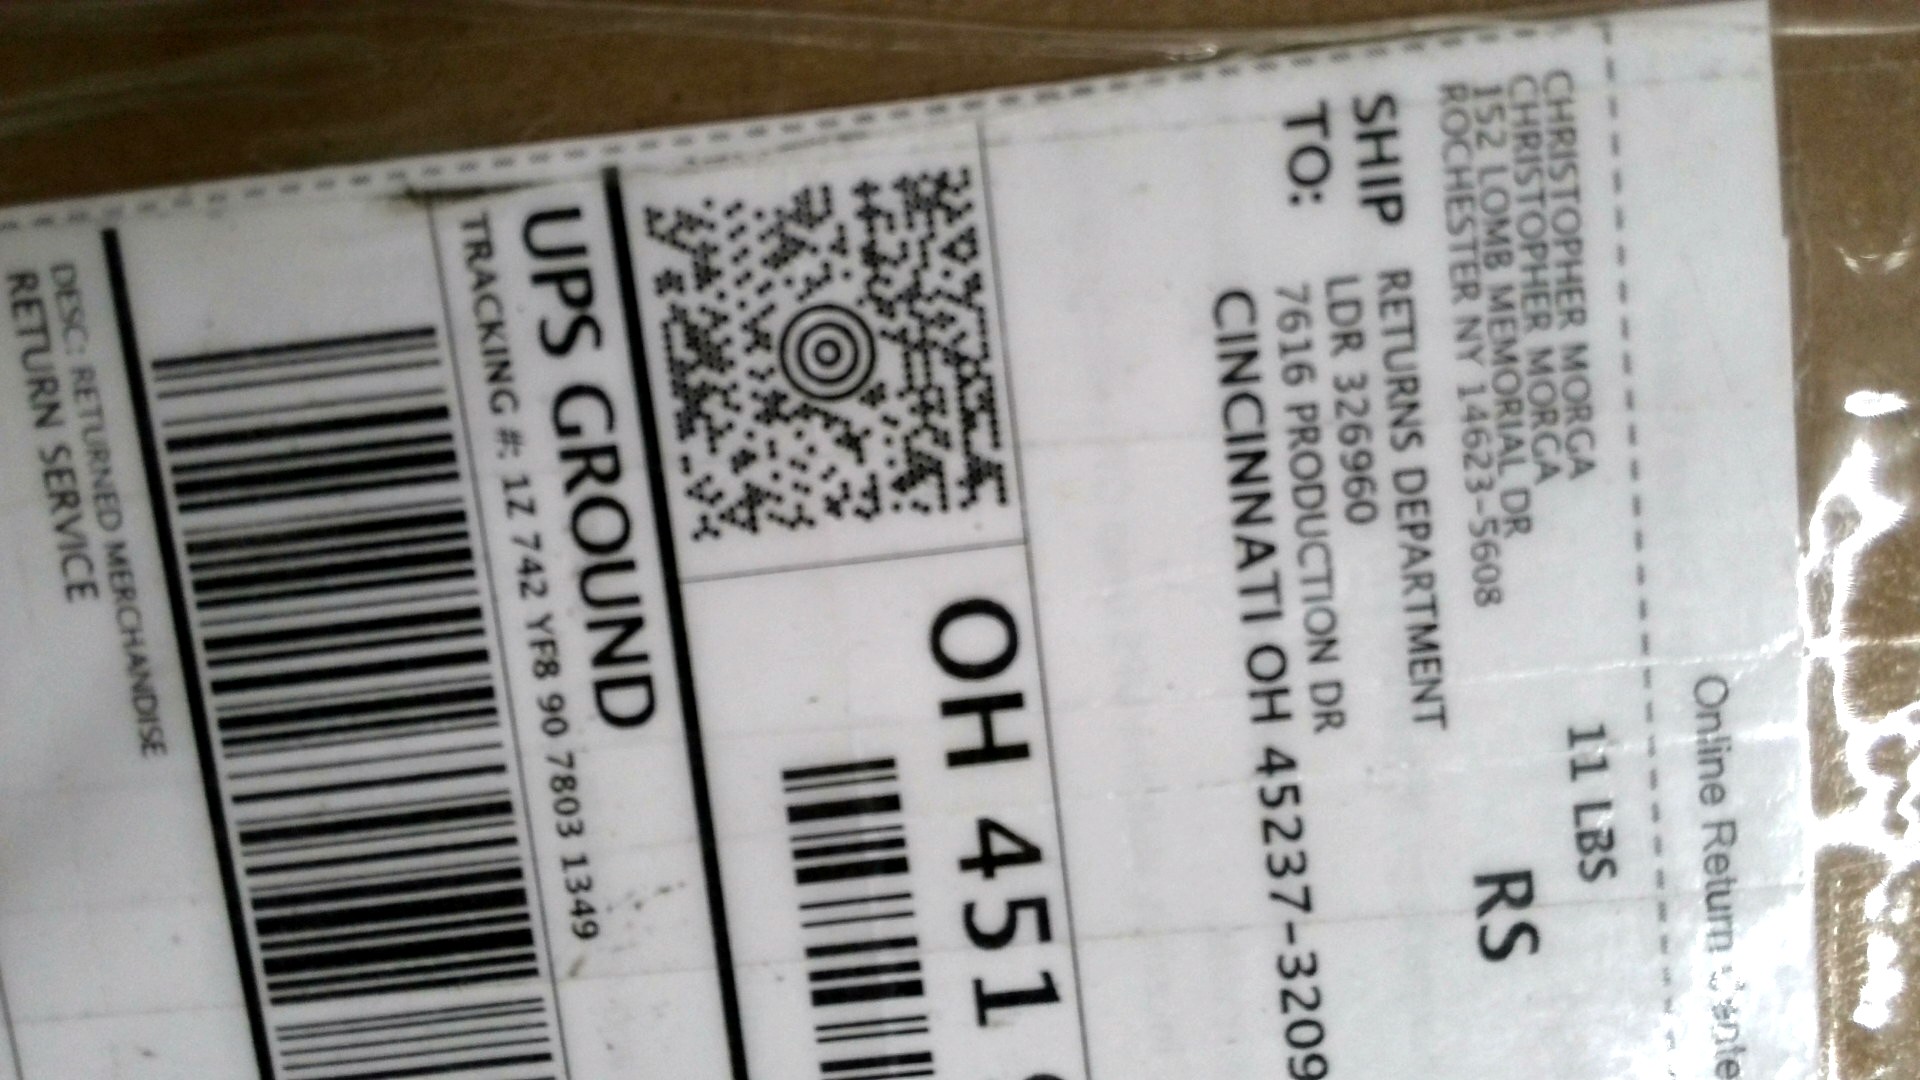 Online Return
CHRISTOPHER MORGA
CHRISTOPHER MORGA
152 LOMB MEMORIAL DR
ROCHESTER NY 14623-5608
11 LBS
RS
SHIP
TO:
RETURNS DEPARTMENT
LDR 326960
7616 PRODUCTION DR
CINCINNATI OH 45237-3209
OH 451
UPS GROUND
TRACKING #: 1Z 742 YF8 90 7803 1349
DESC: RETURNED MERCHANDISE
RETURN SERVICE